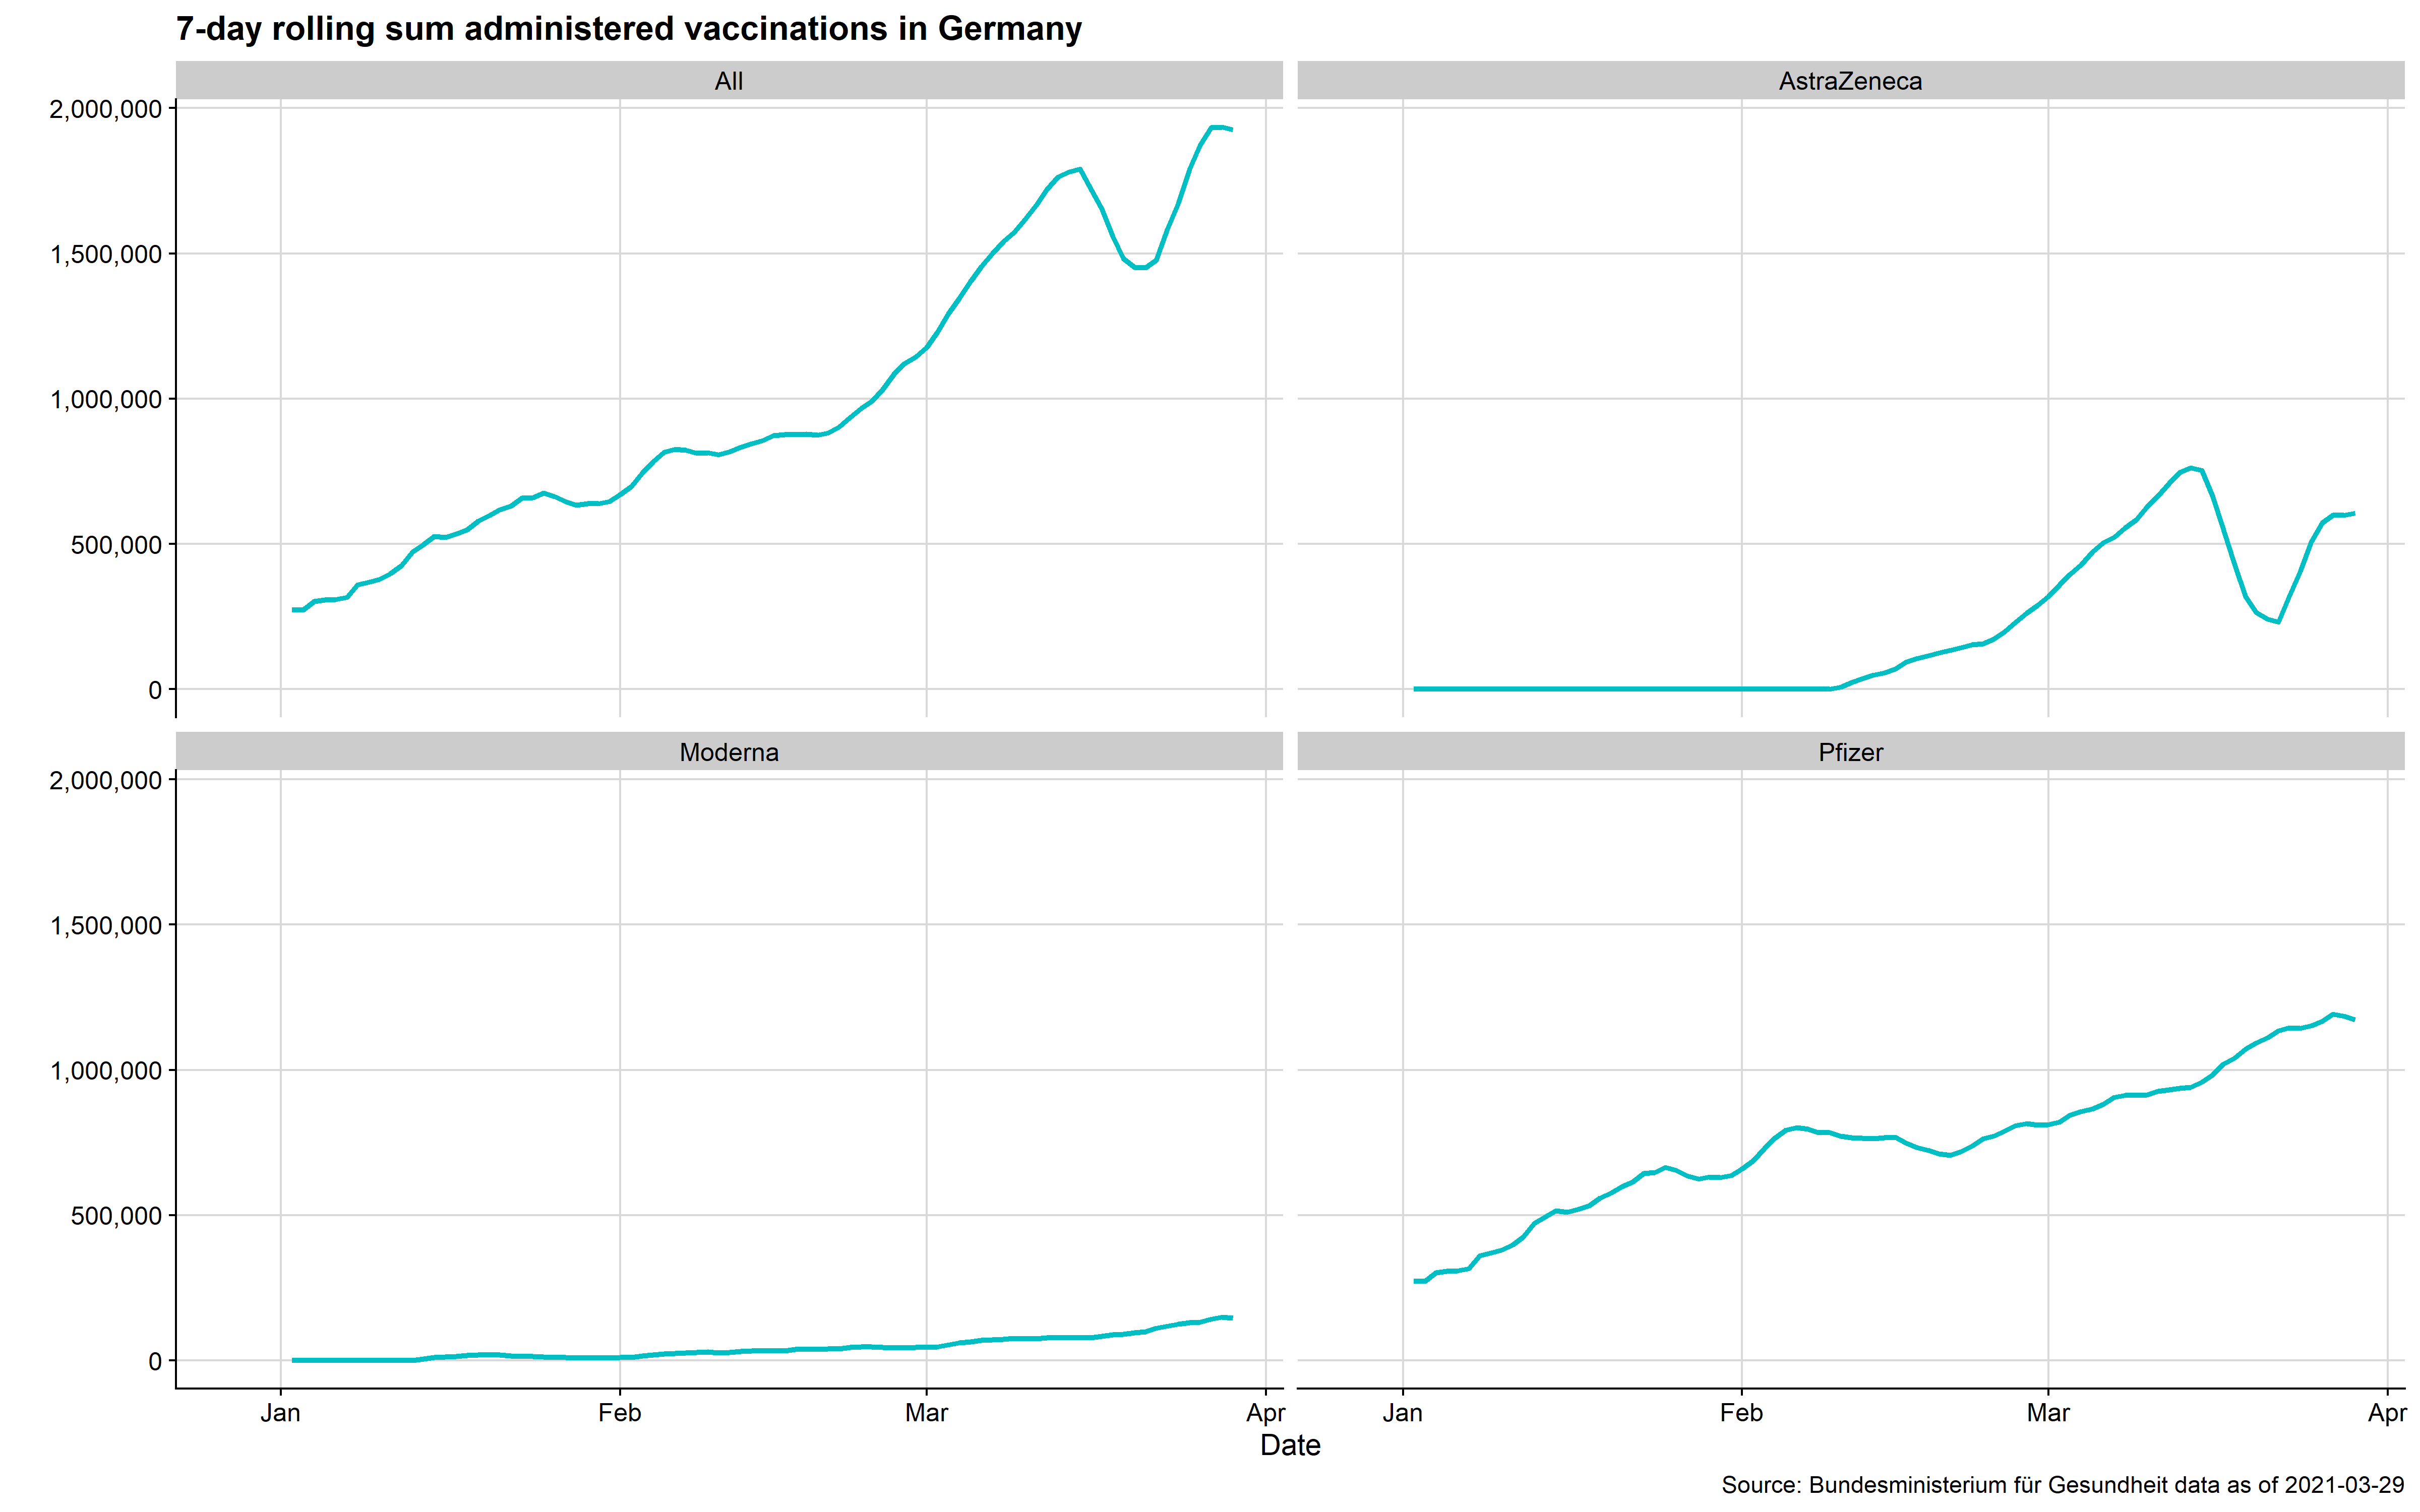 7-day rolling sum administered vaccinations in Germany
All
AstraZeneca
2,000,000
1,500,000
1,000,000
500,000
0
Moderna
Pfizer
2,000,000
1,500,000
1,000,000
500,000
0
Jan Feb Mar Apr
Jan Feb Mar Apr
Date
Source: Bundesministerium für Gesundheit data as of 2021-03-29